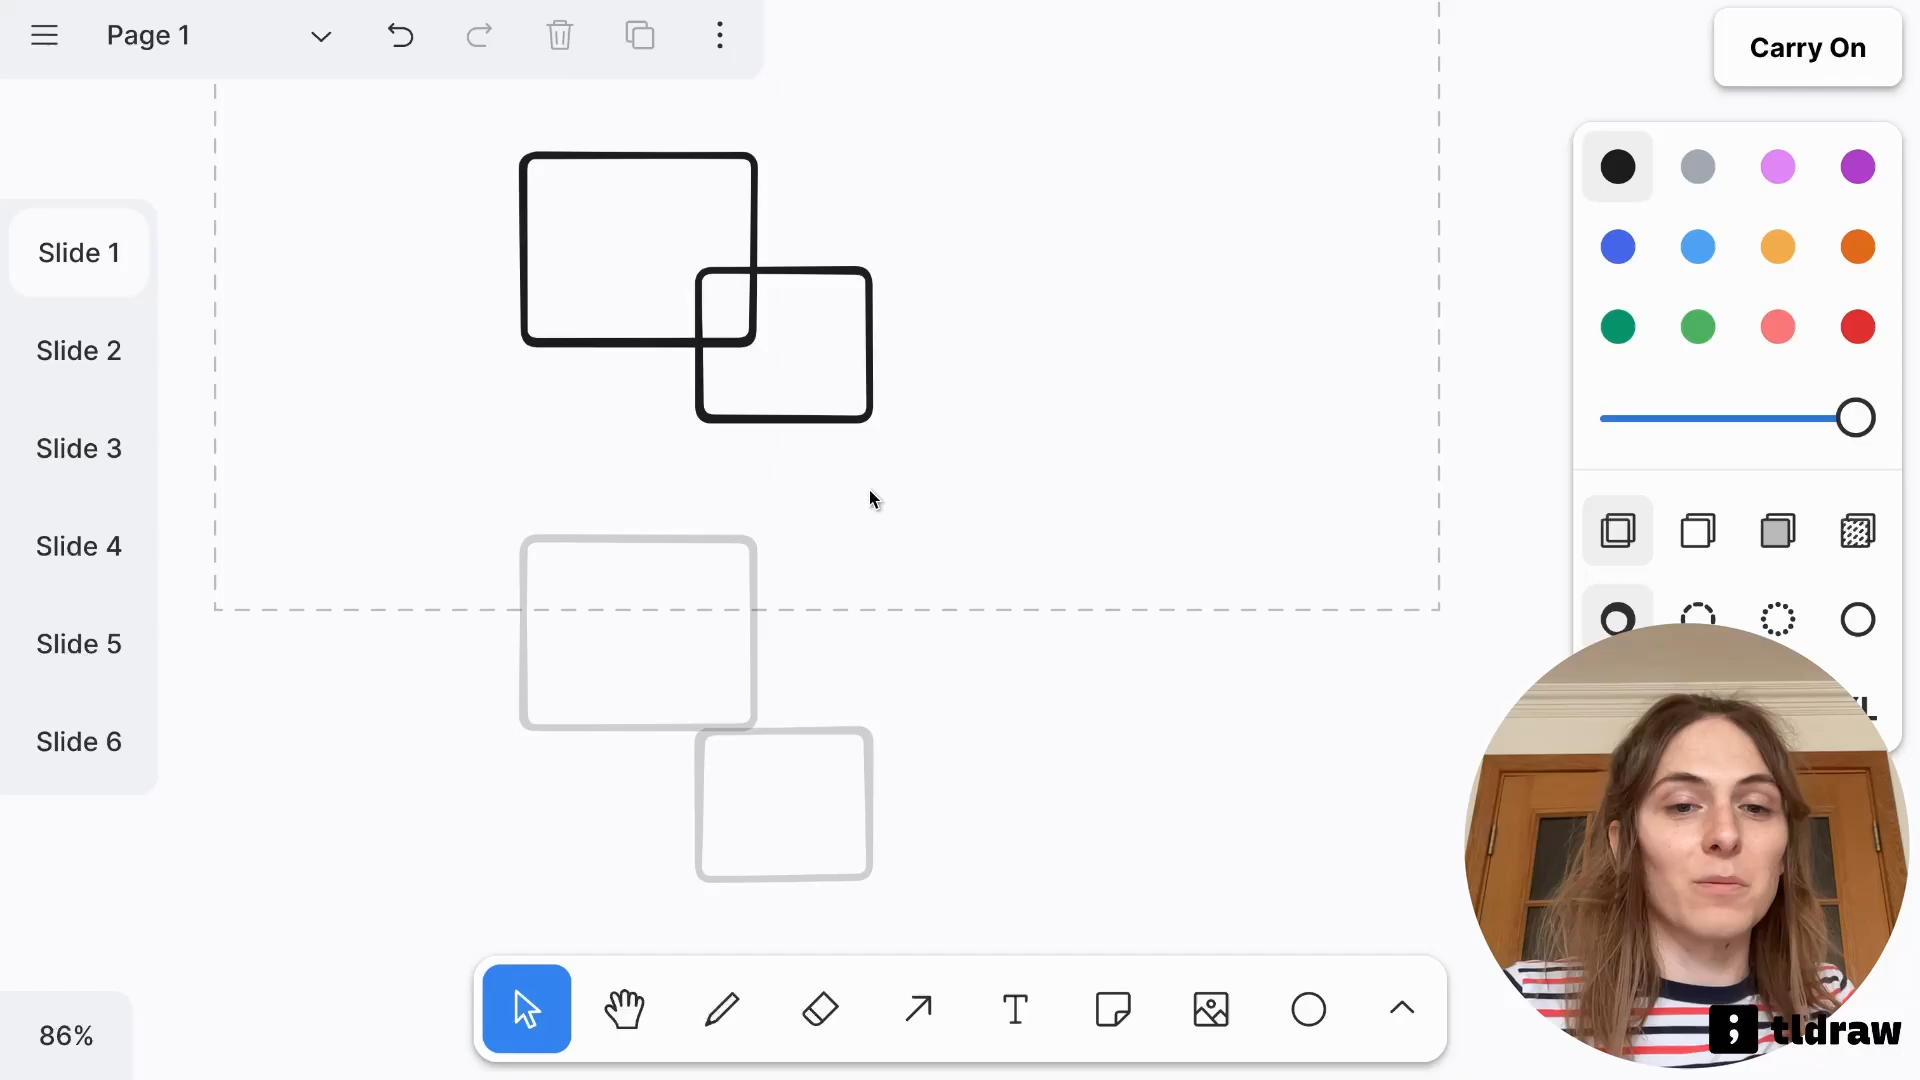 Page 1
Carry On
Slide 1
Slide 2
Slide 3
Slide 4
Slide 5
Slide 6
86%
tldraw